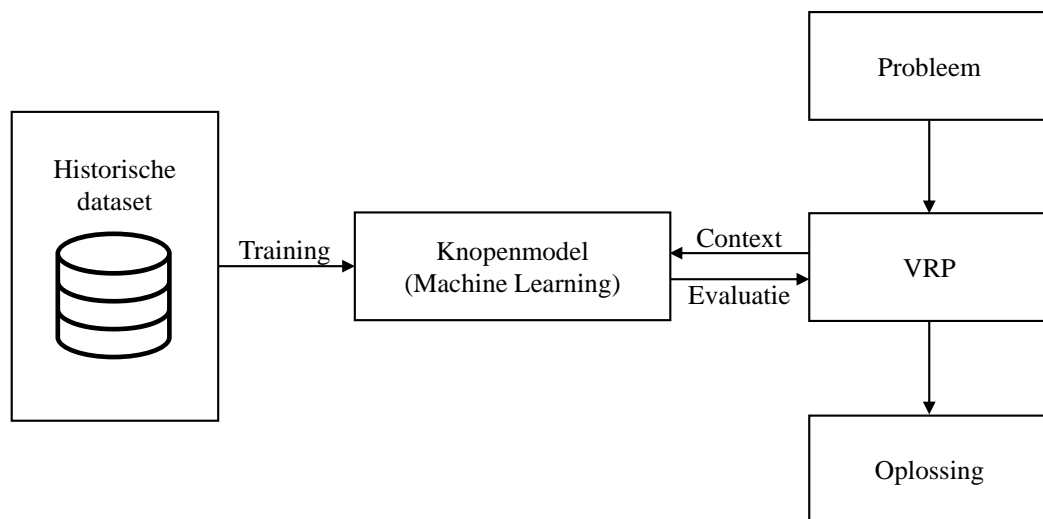 Probleem
Historische
dataset
Training
Knopenmodel
(Machine Learning)
Context
Evaluatie
VRP
Oplossing